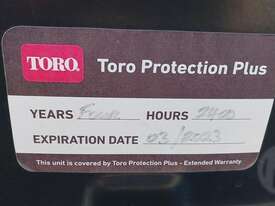 TORO. Toro Protection Plus
YEARS Four HOURS 2400
EXPIRATION DATE 03/2023
This unit is covered by Toro Protection Plus - Extended Warranty